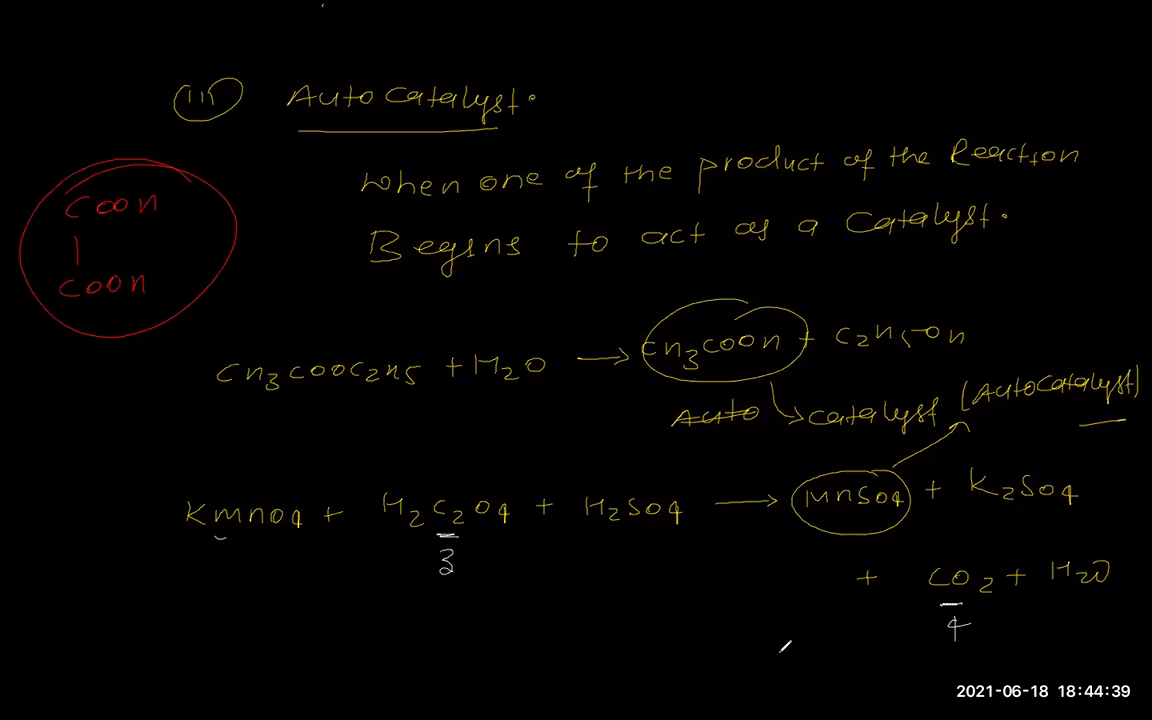 (iii) Auto Catalyst.
When one of the product of the Reaction
Begins to act as a Catalyst.
COOH
|
COOH
CH3COOC2H5 + H2O → CH3COOH + C2H5-OH
Auto → Catalyst (AutoCatalyst)
KMnO4 + H2C2O4 + H2SO4 → MnSO4 + K2SO4
3
+ CO2 + H2O
4
2021-06-18 18:44:39